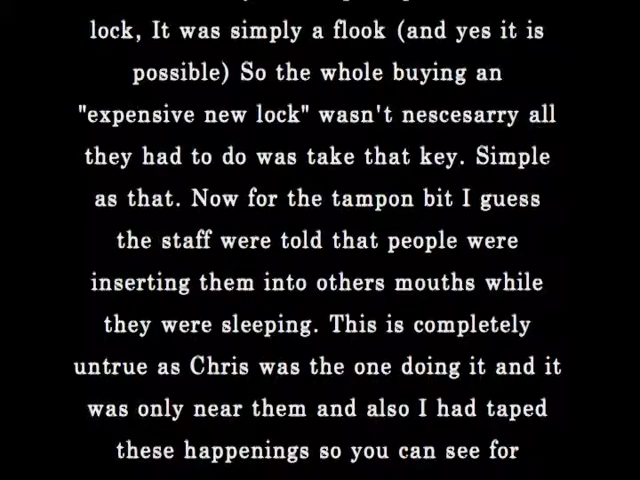 lock, It was simply a flook (and yes it is
possible) So the whole buying an
"expensive new lock" wasn't nescesarry all
they had to do was take that key. Simple
as that. Now for the tampon bit I guess
the staff were told that people were
inserting them into others mouths while
they were sleeping. This is completely
untrue as Chris was the one doing it and it
was only near them and also I had taped
these happenings so you can see for